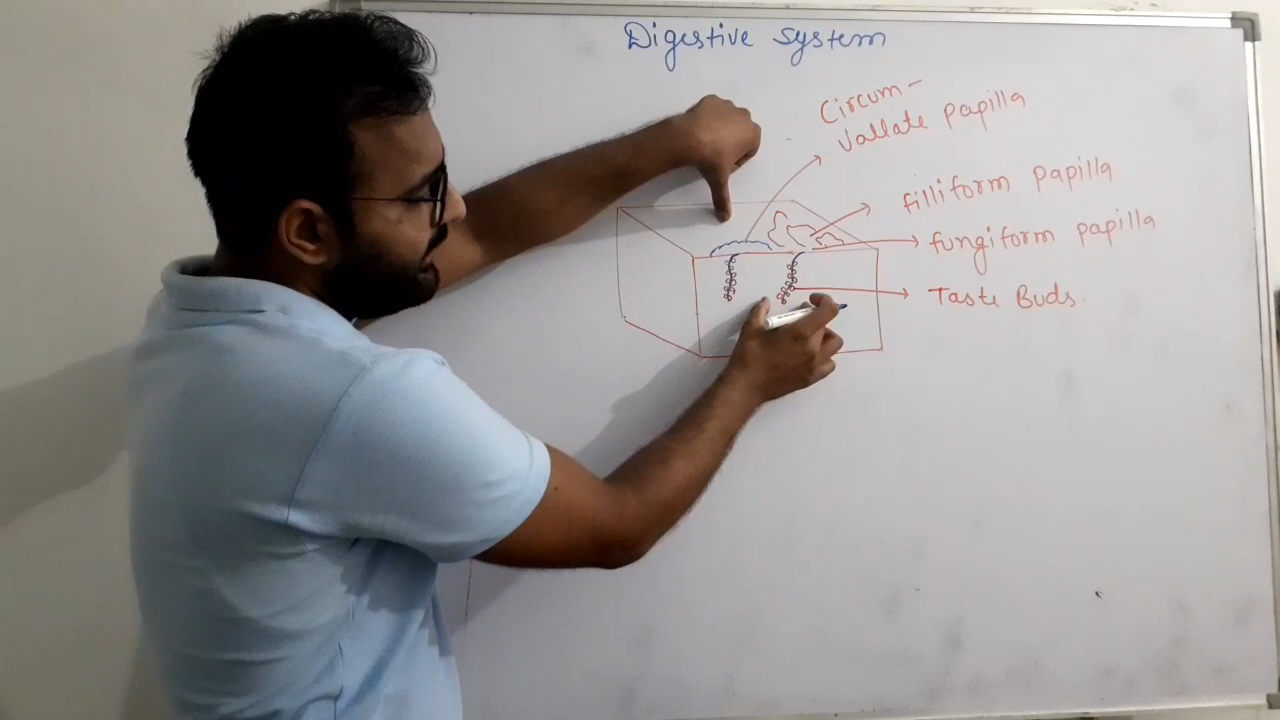 Digestive system
Circum-
vallate papilla
filliform papilla
fungiform papilla
Taste Buds.